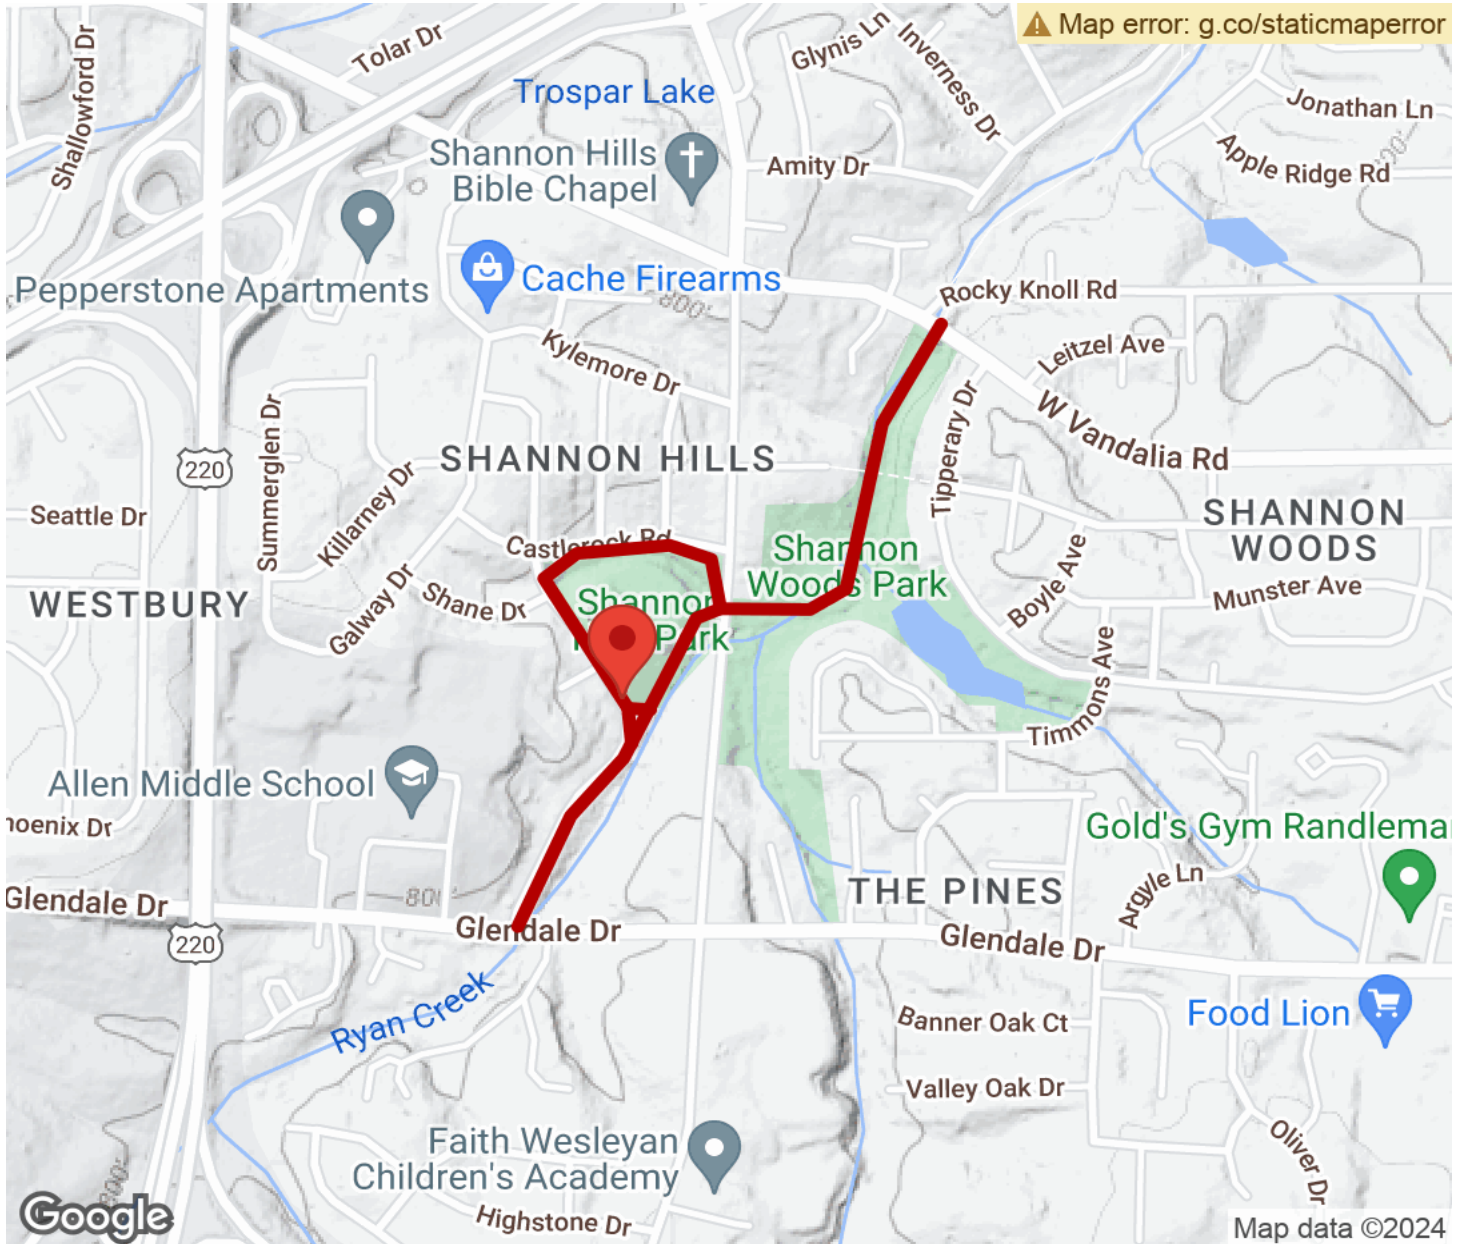 Map error: g.co/staticmaperror
Tolar Dr
Glynis Ln
Inverness Dr
Shallowford Dr
Trospar Lake
Jonathan Ln
Shannon Hills
Bible Chapel
Amity Dr
Apple Ridge Rd
Pepperstone Apartments
Cache Firearms
Rocky Knoll Rd
800'
Kylemore Dr
Leitzel Ave
W Vandalia Rd
Tipperary Dr
SHANNON HILLS
220
Summerglen Dr
Killarney Dr
Seattle Dr
SHANNON
WOODS
Castlerock Rd
Shannon
Woods Park
Boyle Ave
Munster Ave
WESTBURY
Galway Dr
Shane Dr
Shannon
Park
Timmons Ave
Allen Middle School
hoenix Dr
Gold's Gym Randlema
Argyle Ln
THE PINES
Glendale Dr
800
Glendale Dr
Glendale Dr
220
Ryan Creek
Banner Oak Ct
Food Lion
Valley Oak Dr
Oliver Dr
Faith Wesleyan
Children's Academy
800'
Highstone Dr
Google
Map data ©2024